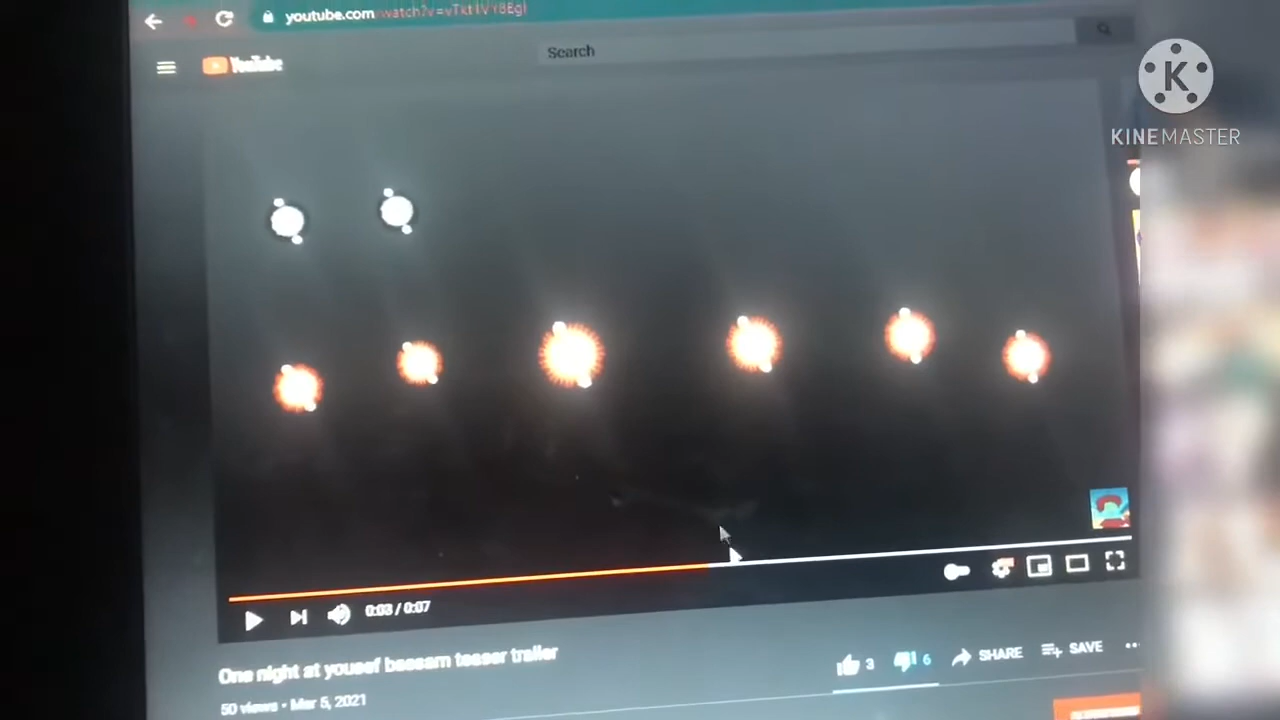 youtube.com
YouTube
Search
K
KINEMASTER
0:03 / 0:07
One night at yousef bassam teaser trailer
3
6
SHARE
SAVE
50 views • Mar 5, 2021